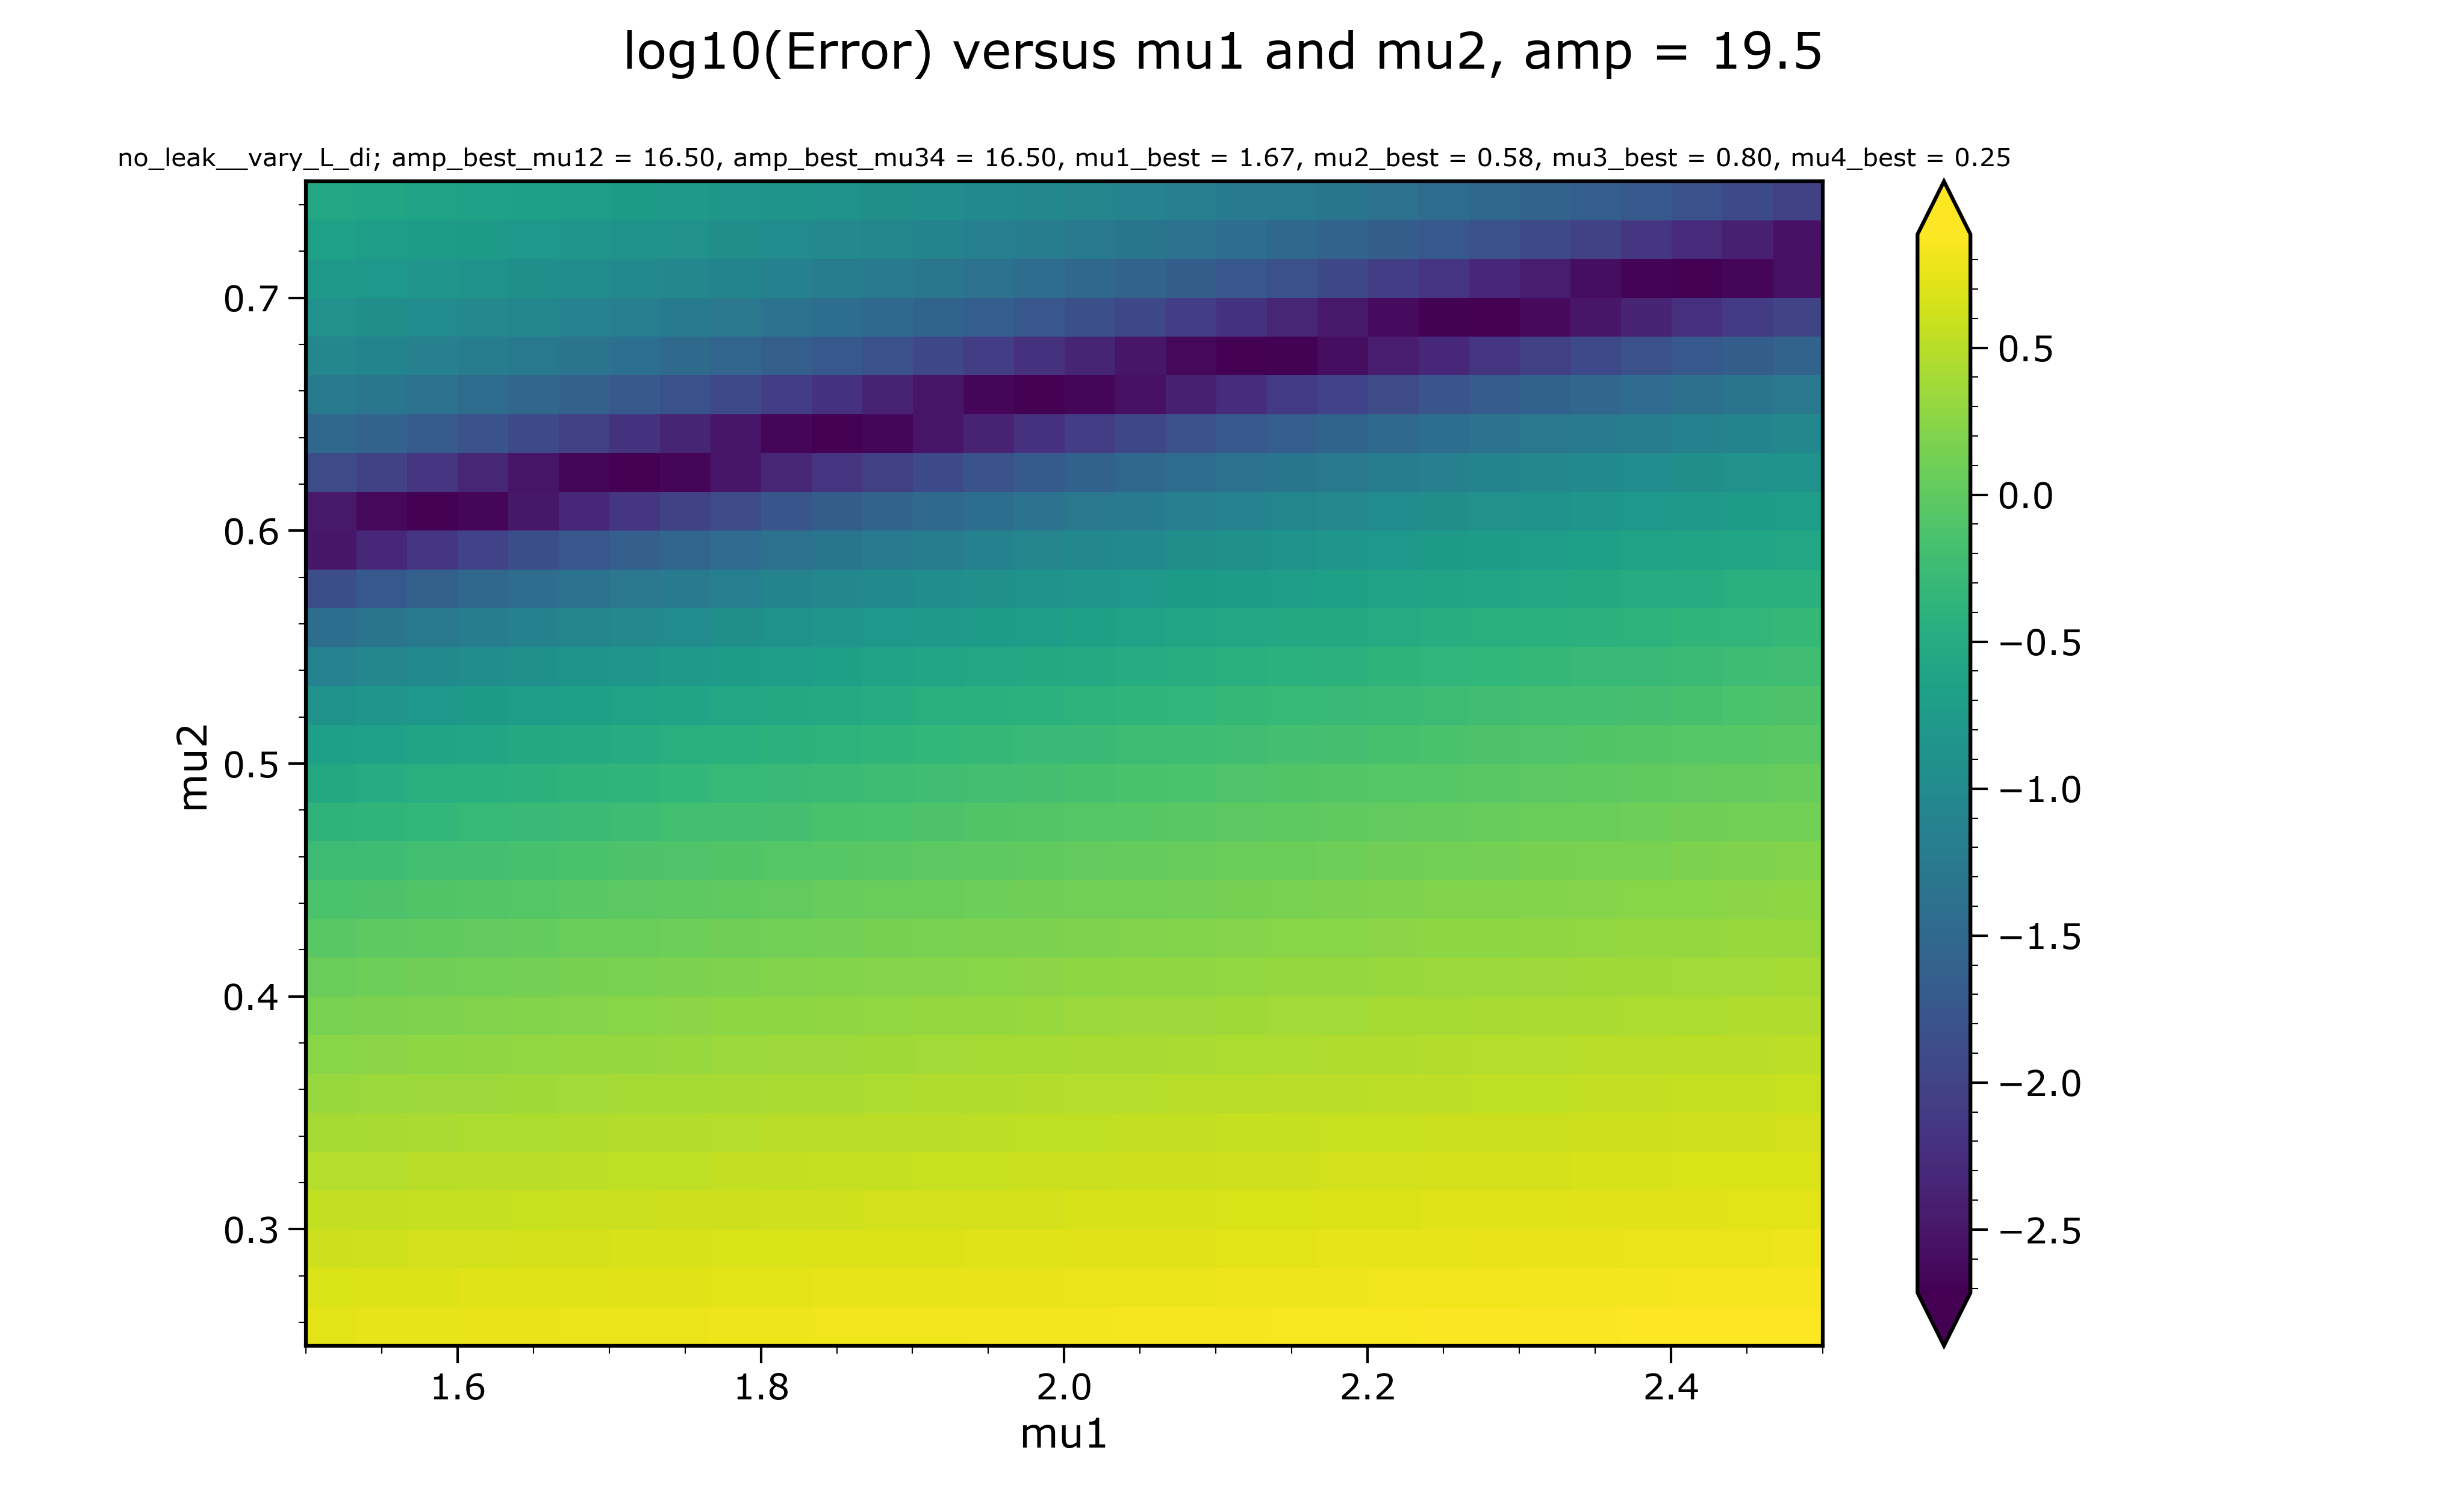 log10(Error) versus mu1 and mu2, amp = 19.5
no_leak__vary_L_di; amp_best_mu12 = 16.50, amp_best_mu34 = 16.50, mu1_best = 1.67, mu2_best = 0.58, mu3_best = 0.80, mu4_best = 0.25
0.7
0.6
0.5
0.4
0.3
mu2
1.6 1.8 2.0 2.2 2.4
mu1
0.5
0.0
−0.5
−1.0
−1.5
−2.0
−2.5